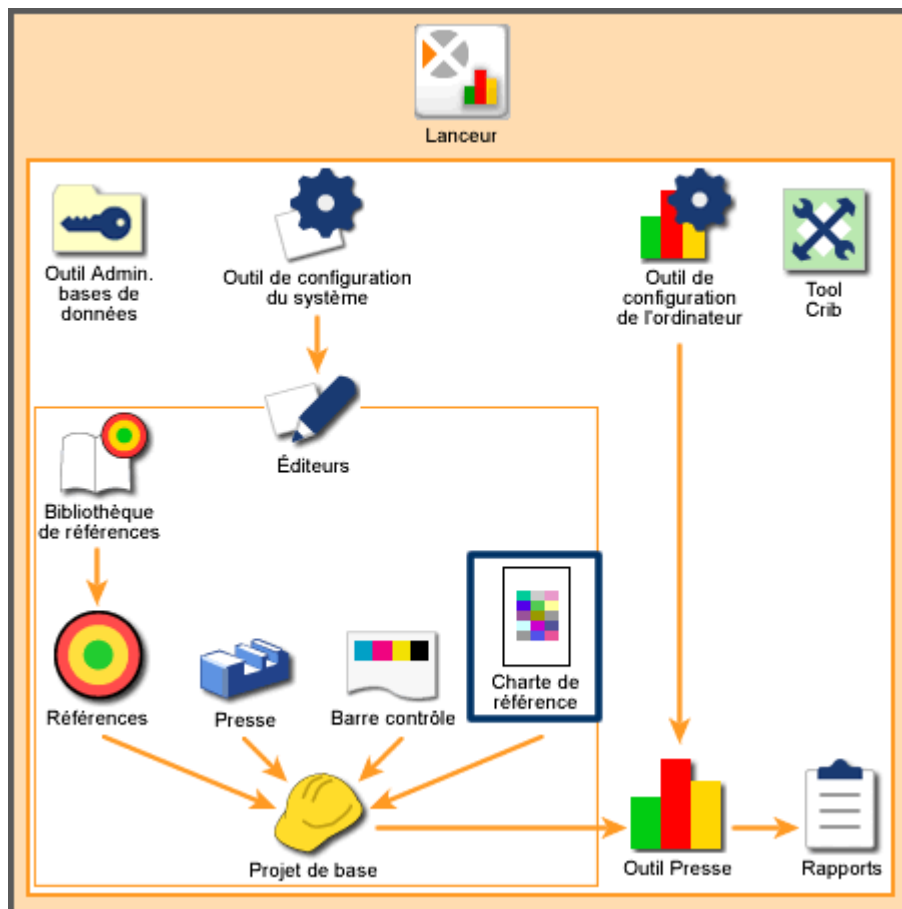 Lanceur
Outil Admin.
bases de
données
Outil de configuration
du système
Outil de
configuration
de l'ordinateur
Tool
Crib
Éditeurs
Bibliothèque
de références
Références
Presse
Barre contrôle
Charte de
référence
Projet de base
Outil Presse
Rapports